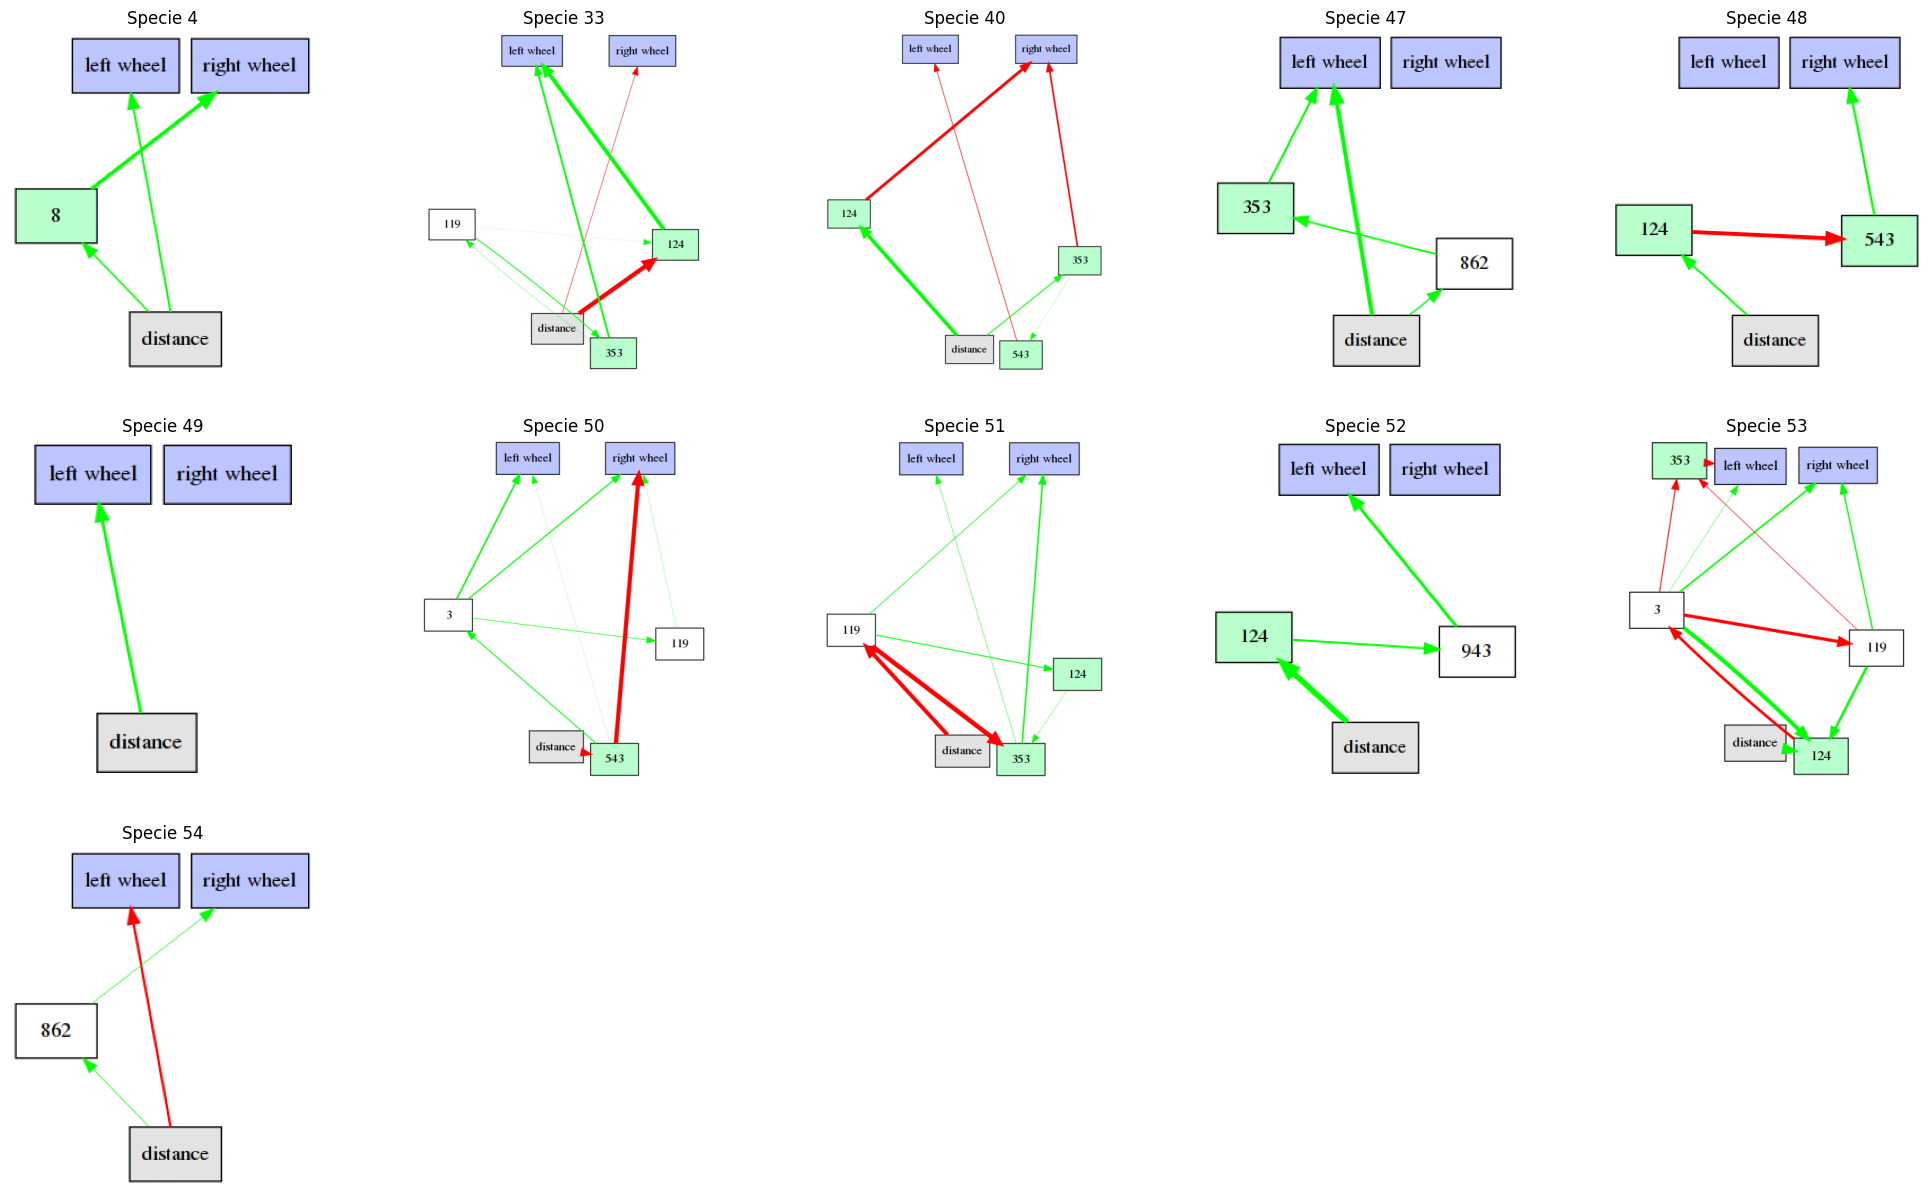 Specie 4
left wheel
right wheel
8
distance
Specie 33
left wheel
right wheel
119
124
distance
353
Specie 40
left wheel
right wheel
124
353
distance
543
Specie 47
left wheel
right wheel
353
862
distance
Specie 48
left wheel
right wheel
124
543
distance
Specie 49
left wheel
right wheel
distance
Specie 50
left wheel
right wheel
3
119
distance
543
Specie 51
left wheel
right wheel
119
124
distance
353
Specie 52
left wheel
right wheel
124
943
distance
Specie 53
353
left wheel
right wheel
3
119
distance
124
Specie 54
left wheel
right wheel
862
distance